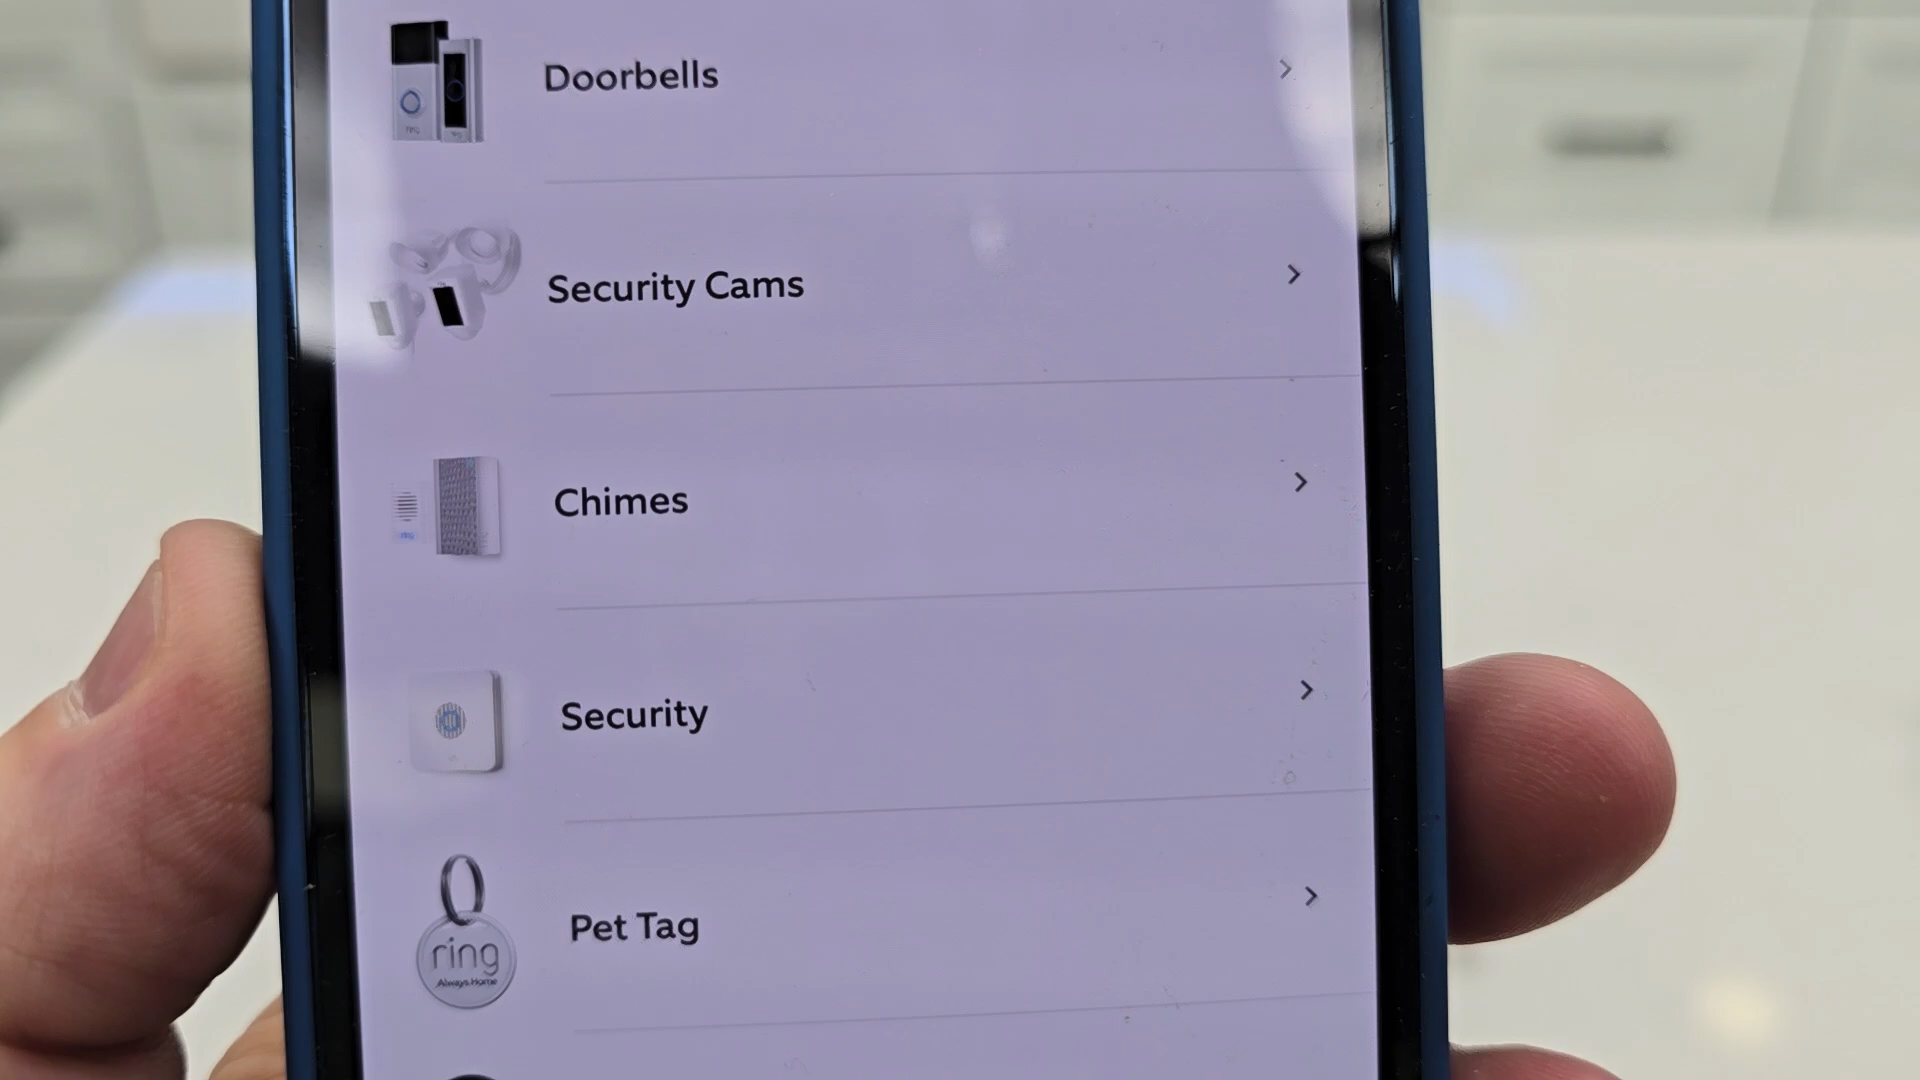 Doorbells
Security Cams
Chimes
Security
Pet Tag
ring
Always Home